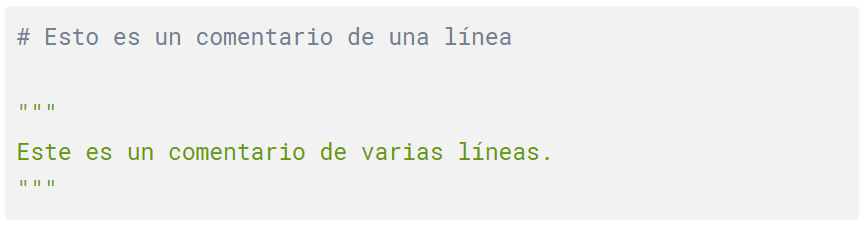 # Esto es un comentario de una línea
"""
Este es un comentario de varias líneas.
"""